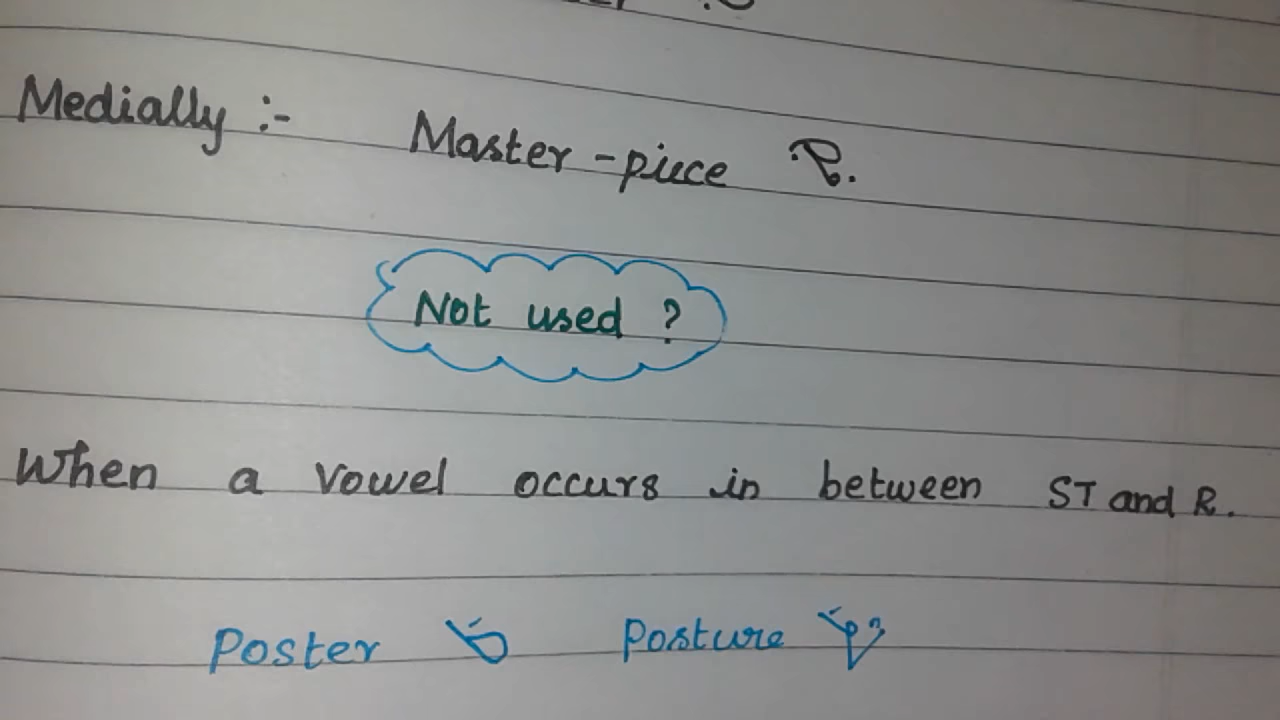 Medially :- Master-piece
Not used ?
When a vowel occurs in between ST and R.
Poster Posture